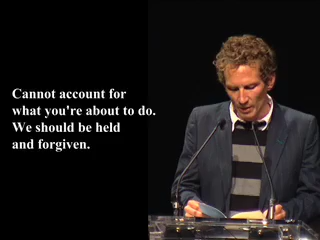 Cannot account for
what you're about to do.
We should be held
and forgiven.